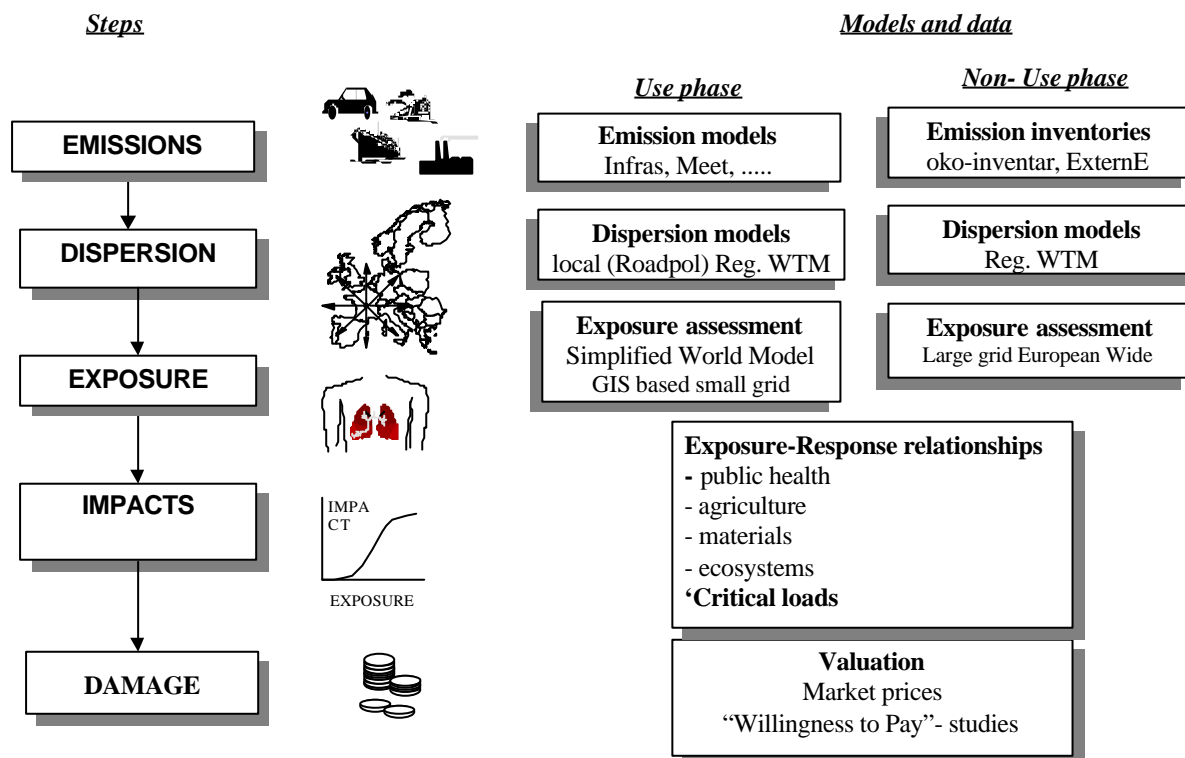 Steps
Models and data
Use phase
Non- Use phase
EMISSIONS
Emission models
Infras, Meet, .....
Emission inventories
oko-inventar, ExternE
DISPERSION
Dispersion models
local (Roadpol) Reg. WTM
Dispersion models
Reg. WTM
EXPOSURE
Exposure assessment
Simplified World Model
GIS based small grid
Exposure assessment
Large grid European Wide
IMPACTS
IMPA
CT
EXPOSURE
Exposure-Response relationships
- public health
- agriculture
- materials
- ecosystems
‘Critical loads
DAMAGE
Valuation
Market prices
“Willingness to Pay”- studies